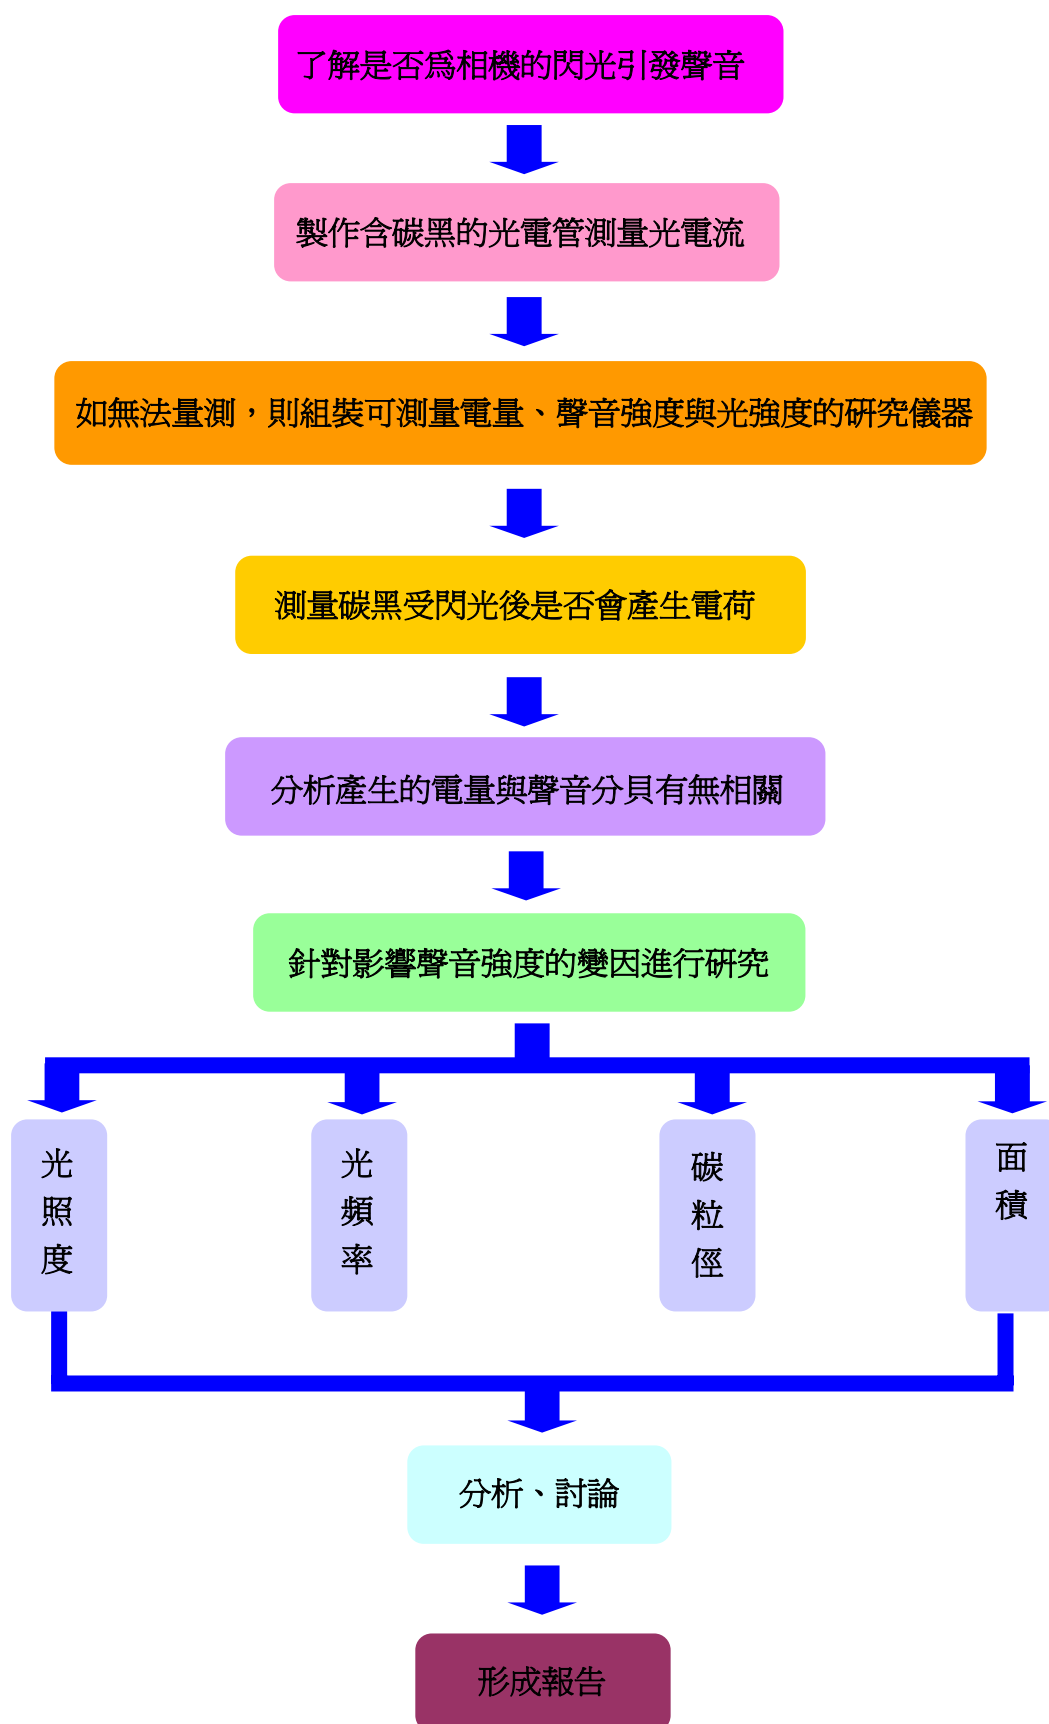 了解是否為相機的閃光引發聲音
製作含碳黑的光電管測量光電流
如無法量測，則組裝可測量電量、聲音強度與光強度的研究儀器
測量碳黑受閃光後是否會產生電荷
分析產生的電量與聲音分貝有無相關
針對影響聲音強度的變因進行研究
光照度
光頻率
碳粒徑
面積
分析、討論
形成報告